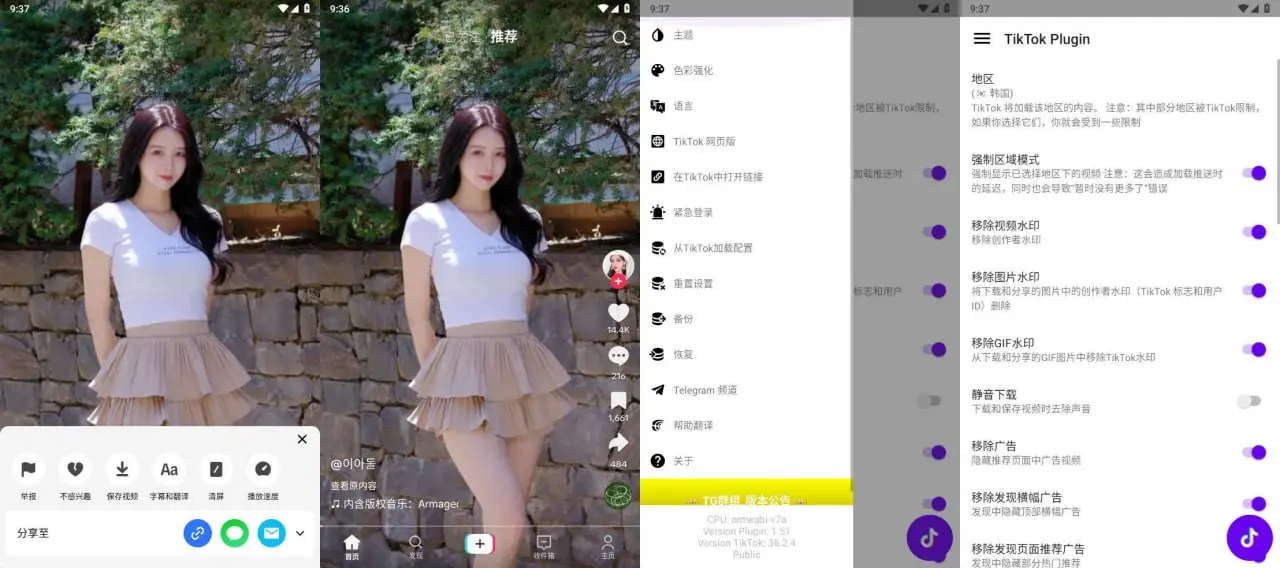 9:37
举报
不感兴趣
保存视频
Aa
字幕和翻译
清屏
播放速度
分享至
9:36
已关注
推荐
14.4K
216
1,661
484
@이아돌
查看原内容
内含版权音乐：Armaged
首页
发现
收件箱
主页
9:37
主题
色彩强化
语言
TikTok 网页版
在TikTok中打开链接
紧急登录
从TikTok加载配置
重置设置
备份
恢复
Telegram 频道
帮助翻译
关于
TG群组 版本公告
CPU: armeabi-v7a
Version Plugin: 1.51
Version TikTok: 36.2.4
Public
地区被TikTok限制，
加载推送时
标志和用户
9:37
TikTok Plugin
地区
(🇰🇷 韩国)
TikTok 将加载该地区的内容。 注意：其中部分地区被TikTok限制，
如果你选择它们，你就会受到一些限制
强制区域模式
强制显示已选择地区下的视频 注意：这会造成加载推送时
的延迟，同时也会导致“暂时没有更多了”错误
移除视频水印
移除创作者水印
移除图片水印
将下载和分享的图片中的创作者水印（TikTok 标志和用户
ID）删除
移除GIF水印
从下载和分享的GIF图片中移除TikTok水印
静音下载
下载和保存视频时去除声音
移除广告
隐藏推荐页面中广告视频
移除发现横幅广告
发现中隐藏顶部横幅广告
移除发现页面推荐广告
发现中隐藏部分热门推荐